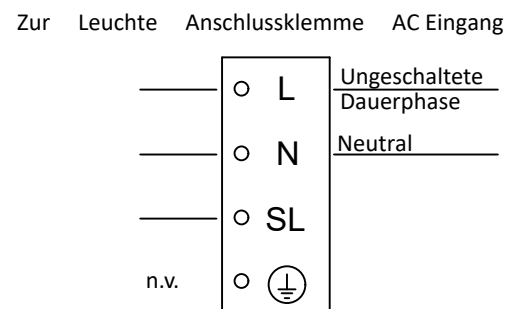 Zur Leuchte Anschlussklemme AC Eingang
L Ungeschaltete
Dauerphase
N Neutral
SL
n.v.